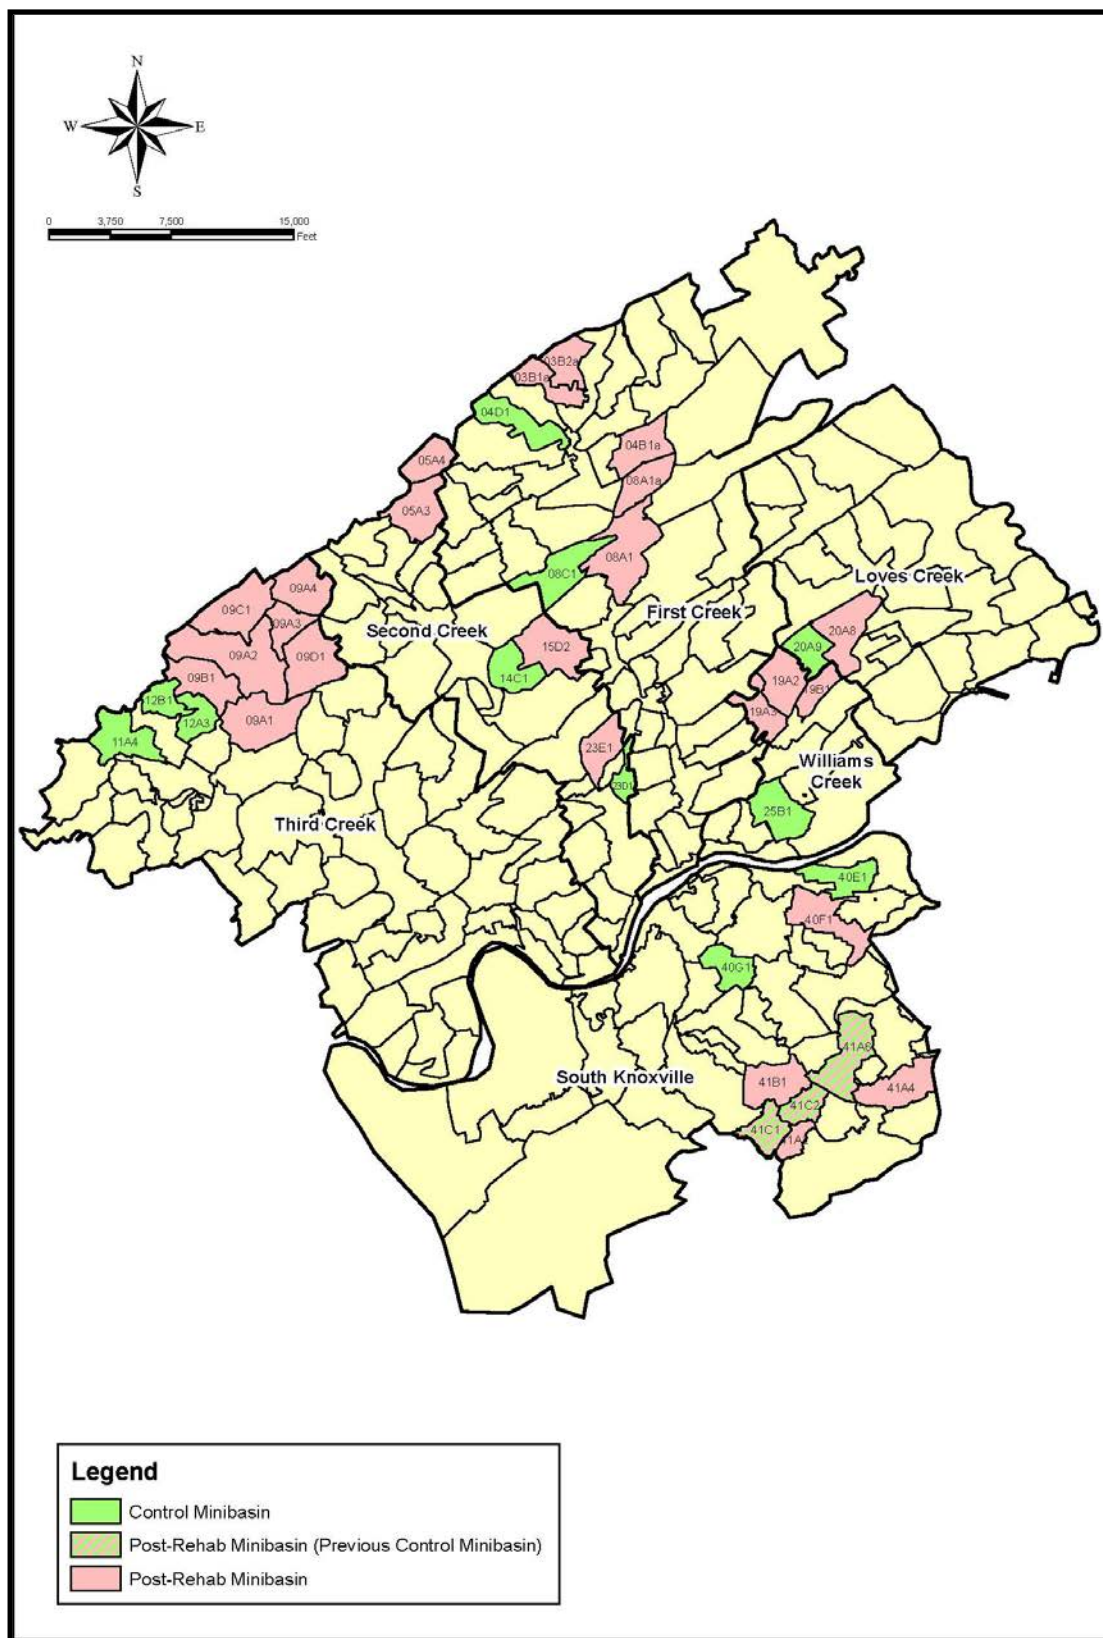 N
W E
S
0 3,750 7,500 15,000
Feet
03B2a
03B1a
04D1
04B1a
05A4
08A1a
05A3
08A1
08C1
Loves Creek
09A4
09C1
First Creek
09A3
Second Creek
20A8
20A9
15D2
09A2
09D1
14C1
09B1
19A2
19B1
12B1
19A3
09A1
12A3
11A4
23E1
Williams
Creek
23D1
25B1
Third Creek
40E1
40F1
40G1
41A6
South Knoxville
41B1
41A4
41C2
41C1
Legend
Control Minibasin
Post-Rehab Minibasin (Previous Control Minibasin)
Post-Rehab Minibasin